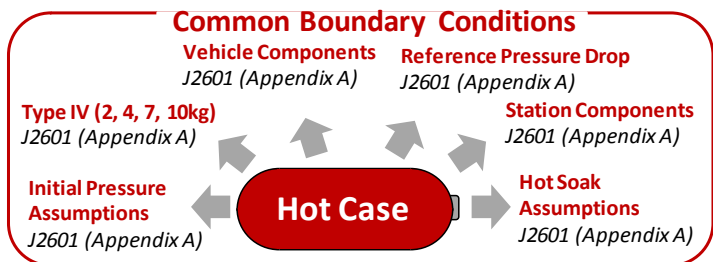 Common Boundary Conditions
Vehicle Components
J2601 (Appendix A)
Reference Pressure Drop
J2601 (Appendix A)
Type IV (2, 4, 7, 10kg)
J2601 (Appendix A)
Station Components
J2601 (Appendix A)
Initial Pressure
Assumptions
J2601 (Appendix A)
Hot Case
Hot Soak
Assumptions
J2601 (Appendix A)